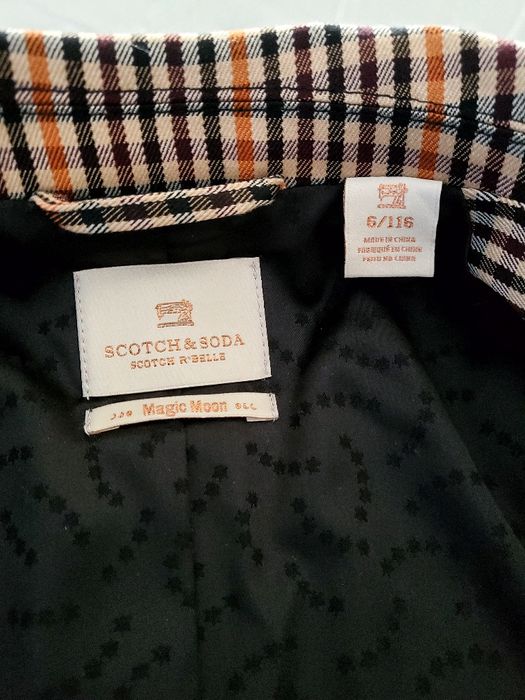 6/116
MADE IN CHINA
FABRIQUÉ EN CHINE
FEITO NA CHINA
SCOTCH & SODA
SCOTCH R'BELLE
Magic Moon